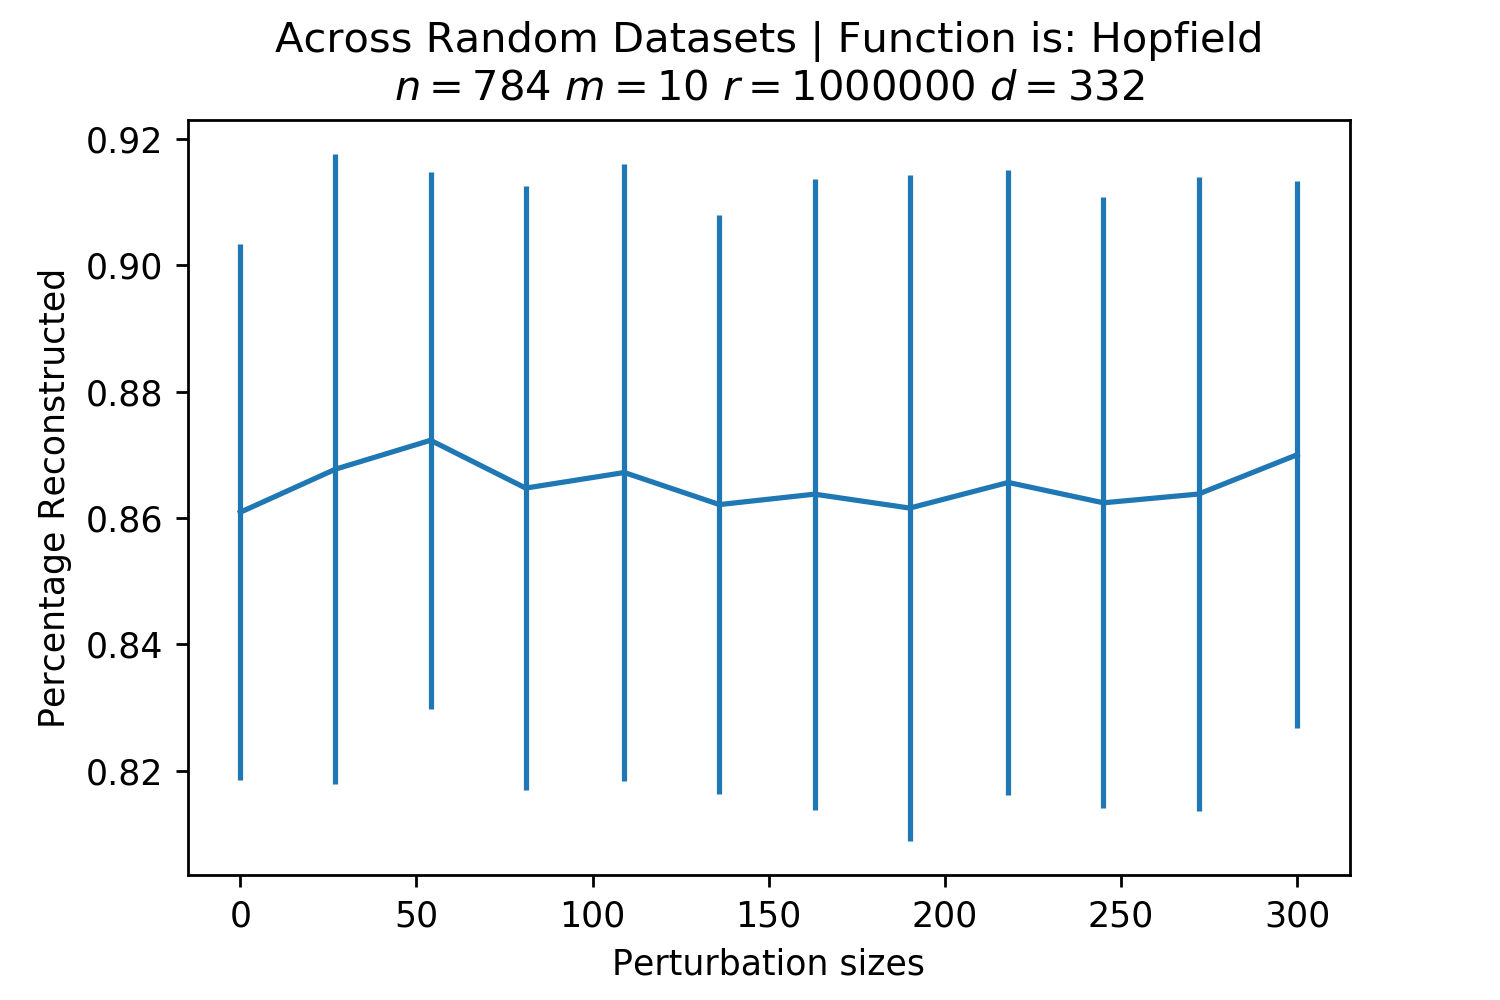 Across Random Datasets | Function is: Hopfield
n = 784 m = 10 r = 1000000 d = 332
0.92
0.90
0.88
0.86
0.84
0.82
Percentage Reconstructed
0 50 100 150 200 250 300
Perturbation sizes